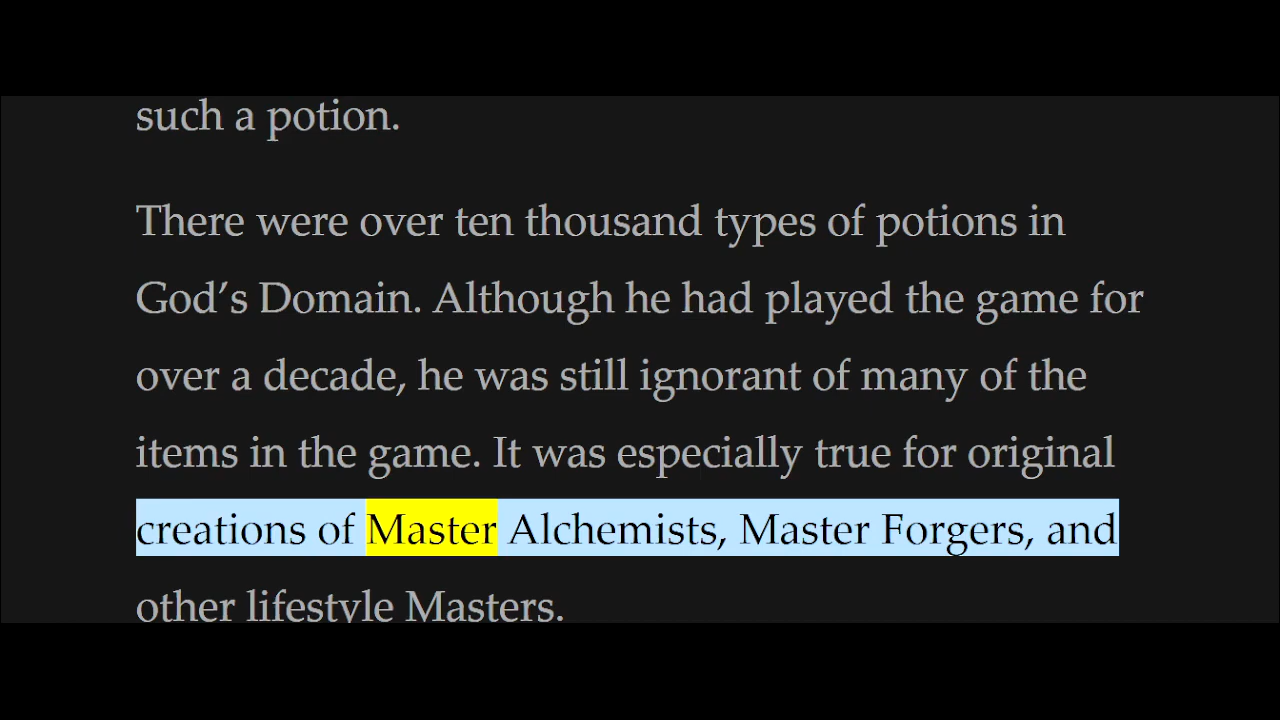 such a potion.
There were over ten thousand types of potions in
God’s Domain. Although he had played the game for
over a decade, he was still ignorant of many of the
items in the game. It was especially true for original
creations of Master Alchemists, Master Forgers, and
other lifestyle Masters.